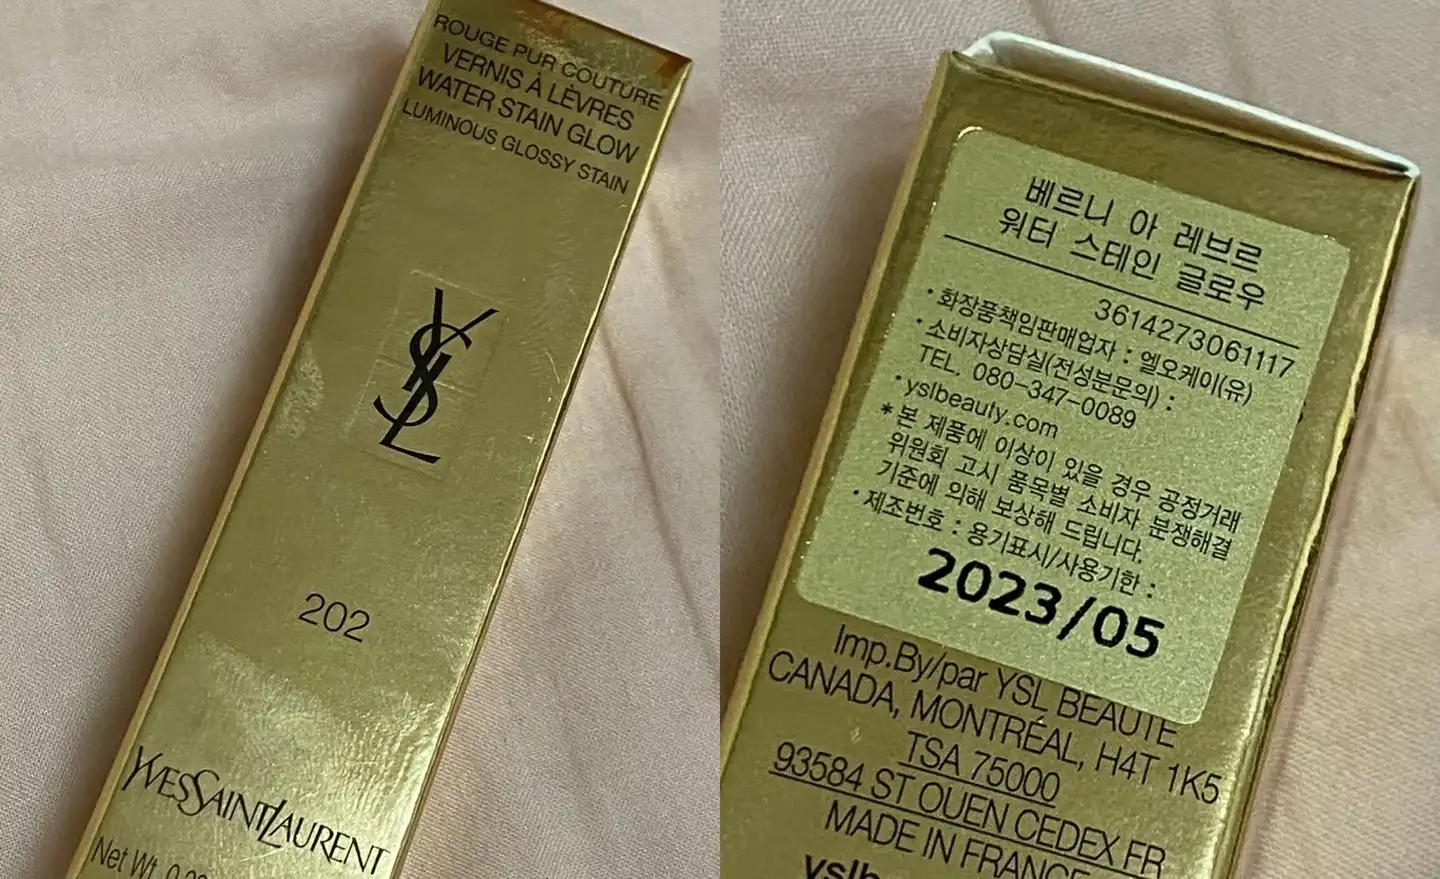 ROUGE PUR COUTURE
VERNIS À LÈVRES
WATER STAIN GLOW
LUMINOUS GLOSSY STAIN
YSL
202
YVESSAINTLAURENT
Net Wt.
베르니 아 레브르
워터 스테인 글로우
3614273061117
・화장품책임판매업자 : 엘오케이(유)
・소비자상담실(전성분문의) :
TEL. 080-347-0089
・yslbeauty.com
*본 제품에 이상이 있을 경우 공정거래
위원회 고시 품목별 소비자 분쟁해결
기준에 의해 보상해 드립니다.
・제조번호 : 용기표시/사용기한 :
2023/05
Imp.By/par YSL BEAUTÉ
CANADA, MONTRÉAL, H4T 1K5
TSA 75000
93584 ST OUEN CEDEX FR
MADE IN FRANCE